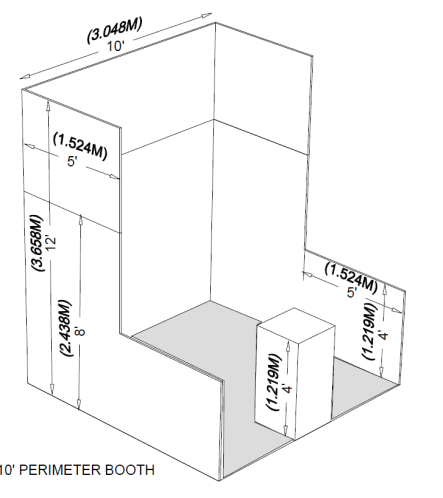 (3.048M)
10'
(1.524M)
5'
(3.658M)
12'
(2.438M)
8'
(1.524M)
5'
(1.219M)
4'
(1.219M)
4'
10' PERIMETER BOOTH